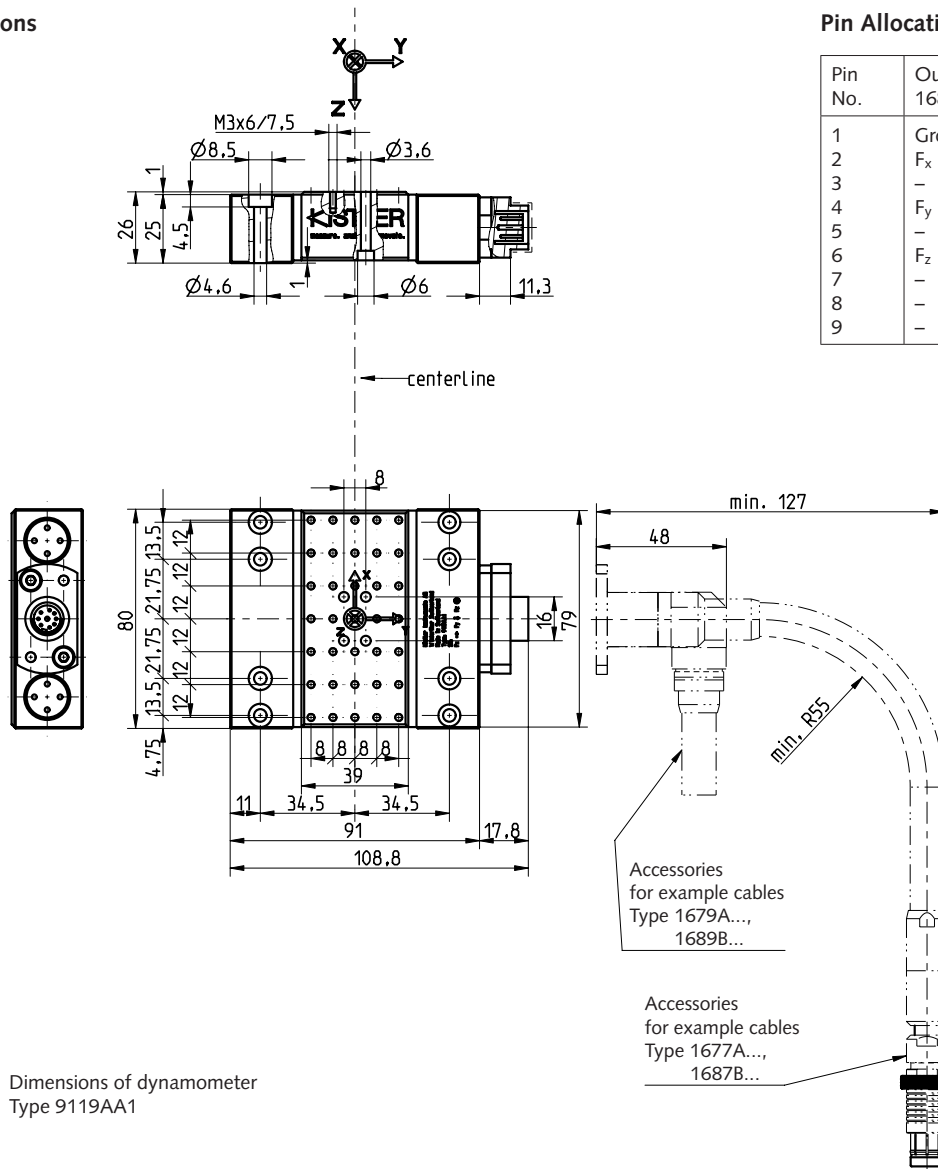 ons
Pin Allocati
Pin
No.
Ou
168
1
Gro
2
Fx
3
–
4
Fy
5
–
6
Fz
7
–
8
–
9
–
X
Y
Z
M3x6/7,5
Ø8,5
Ø3,6
1
26
25
4,5
1
Ø4,6
Ø6
11,3
centerline
8
13,5
21,75
21,75
13,5
4,75
12
12
12
12
12
12
80
X
Z
16
79
8
8
8
8
39
11
34,5
34,5
91
17,8
108,8
min. 127
48
min. R55
Accessories
for example cables
Type 1679A...,
1689B...
Accessories
for example cables
Type 1677A...,
1687B...
Dimensions of dynamometer
Type 9119AA1